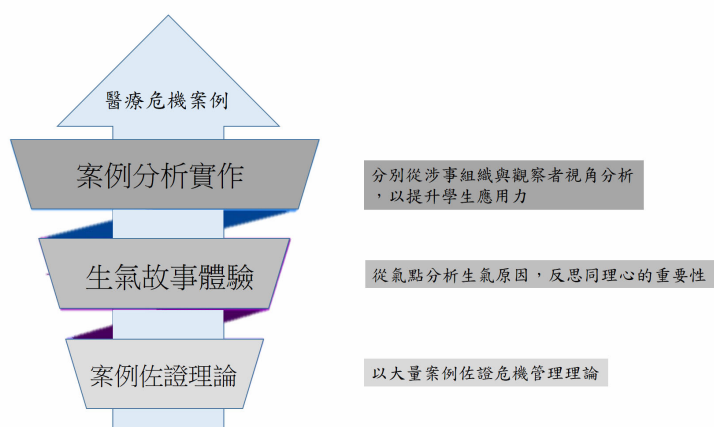 醫療危機案例
案例分析實作
分別從涉事組織與觀察者視角分析
，以提升學生應用力
生氣故事體驗
從氣點分析生氣原因，反思同理心的重要性
案例佐證理論
以大量案例佐證危機管理理論